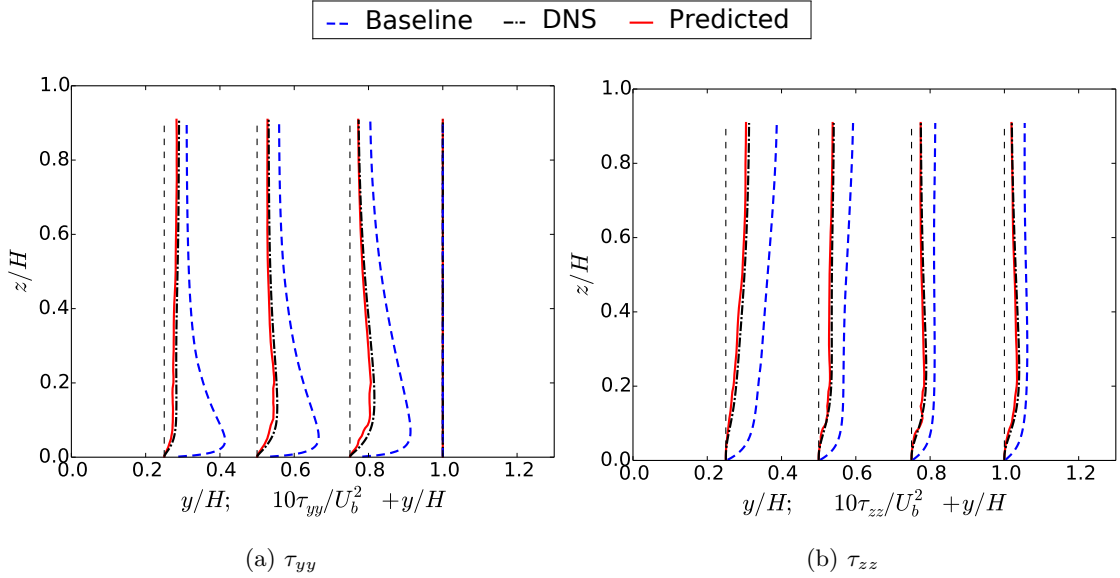 Baseline DNS Predicted
1.0
0.8
0.6
0.4
0.2
0.0
z/H
0.0 0.2 0.4 0.6 0.8 1.0 1.2
y/H; 10τ_yy/U_b^2 +y/H
(a) τ_yy
1.0
0.8
0.6
0.4
0.2
0.0
z/H
0.0 0.2 0.4 0.6 0.8 1.0 1.2
y/H; 10τ_zz/U_b^2 +y/H
(b) τ_zz